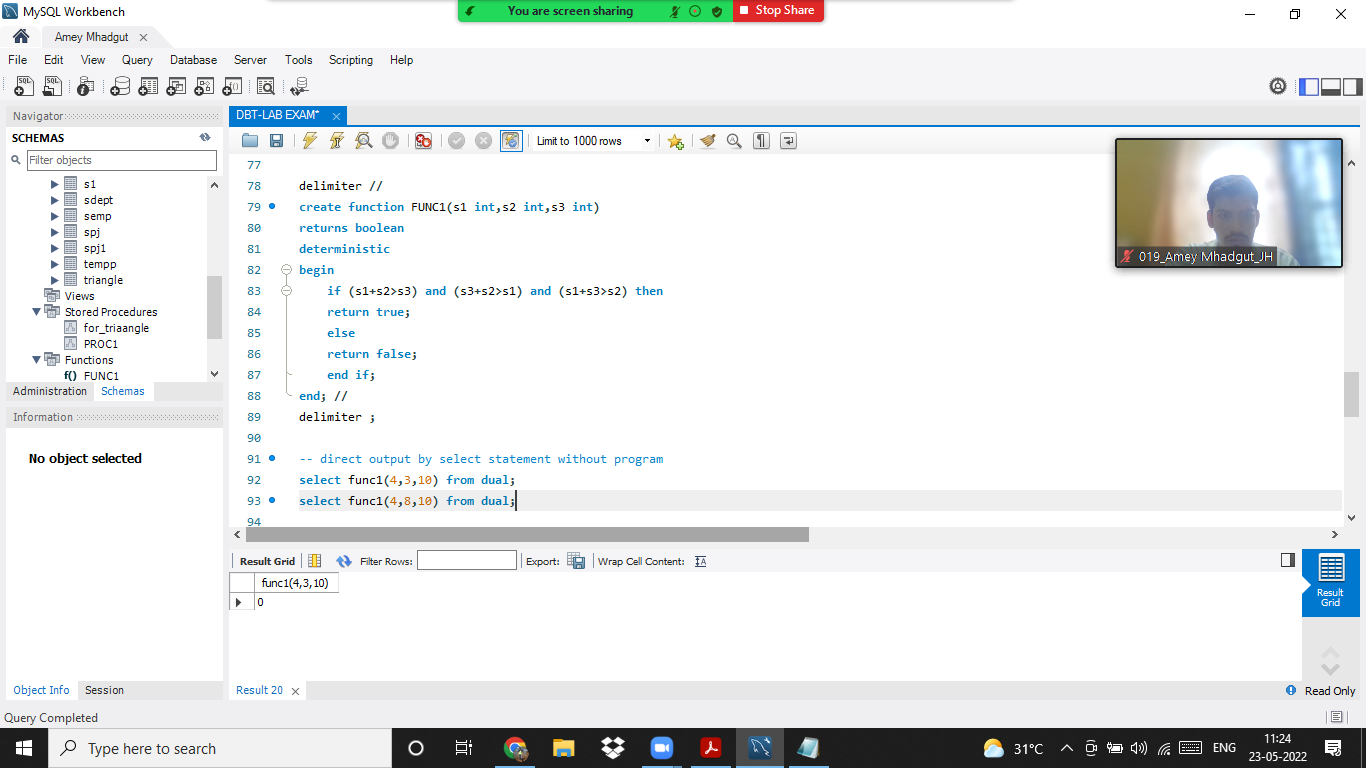 MySQL Workbench
You are screen sharing
Stop Share
Amey Mhadgut
File Edit View Query Database Server Tools Scripting Help
Navigator
SCHEMAS
Filter objects
s1
sdept
semp
spj
spj1
tempp
triangle
Views
Stored Procedures
for_triaangle
PROC1
Functions
f() FUNC1
Administration Schemas
Information
No object selected
Object Info Session
DBT-LAB EXAM*
Limit to 1000 rows
77
78 delimiter //
79 create function FUNC1(s1 int,s2 int,s3 int)
80 returns boolean
81 deterministic
82 begin
83 if (s1+s2>s3) and (s3+s2>s1) and (s1+s3>s2) then
84 return true;
85 else
86 return false;
87 end if;
88 end; //
89 delimiter ;
90
91 -- direct output by select statement without program
92 select func1(4,3,10) from dual;
93 select func1(4,8,10) from dual;
94
019_Amey Mhadgut_JH
Result Grid Filter Rows: Export: Wrap Cell Content:
func1(4,3,10)
0
Result
Grid
Result 20
Read Only
Query Completed
Type here to search
31°C
ENG
11:24
23-05-2022